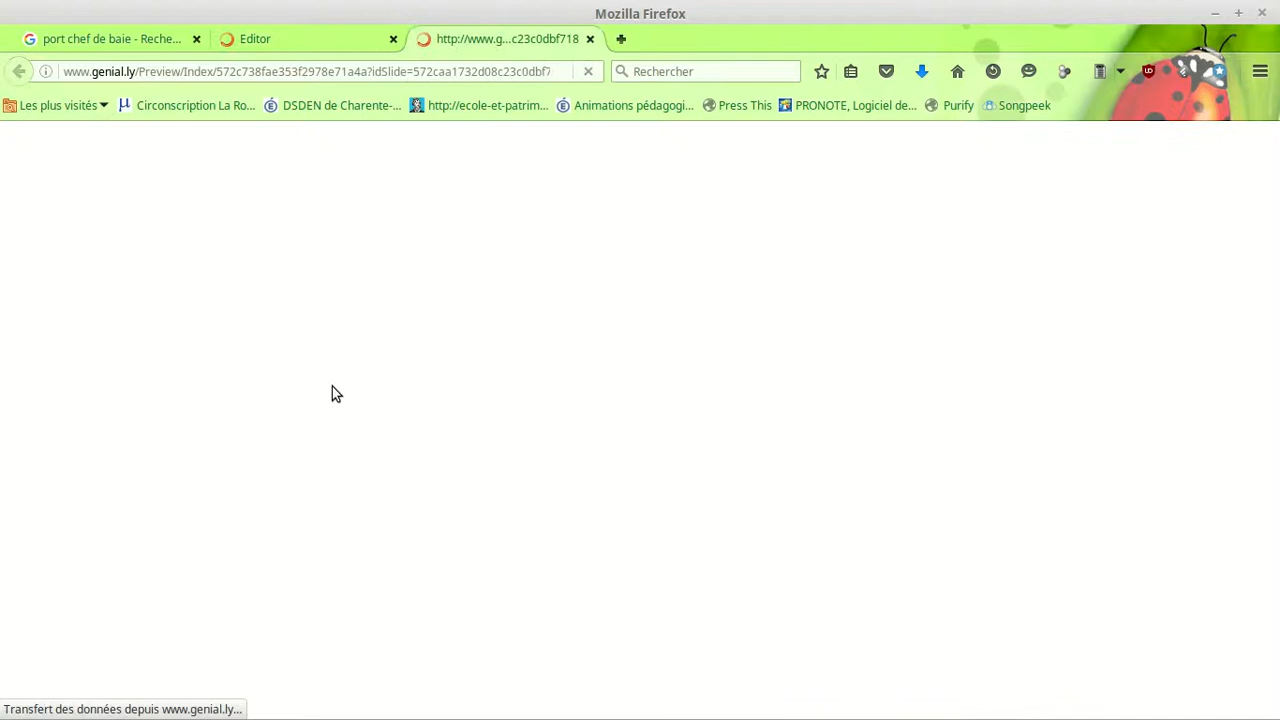 Mozilla Firefox
port chef de baie - Reche...
Editor
http://www.g...c23c0dbf718
www.genial.ly/Preview/Index/572c738fae353f2978e71a4a?idSlide=572caa1732d08c23c0dbf7
Rechercher
Les plus visités
Circonscription La Ro...
DSDEN de Charente-...
http://ecole-et-patrim...
Animations pédagogi...
Press This
PRONOTE, Logiciel de...
Purify
Songpeek
Transfert des données depuis www.genial.ly...